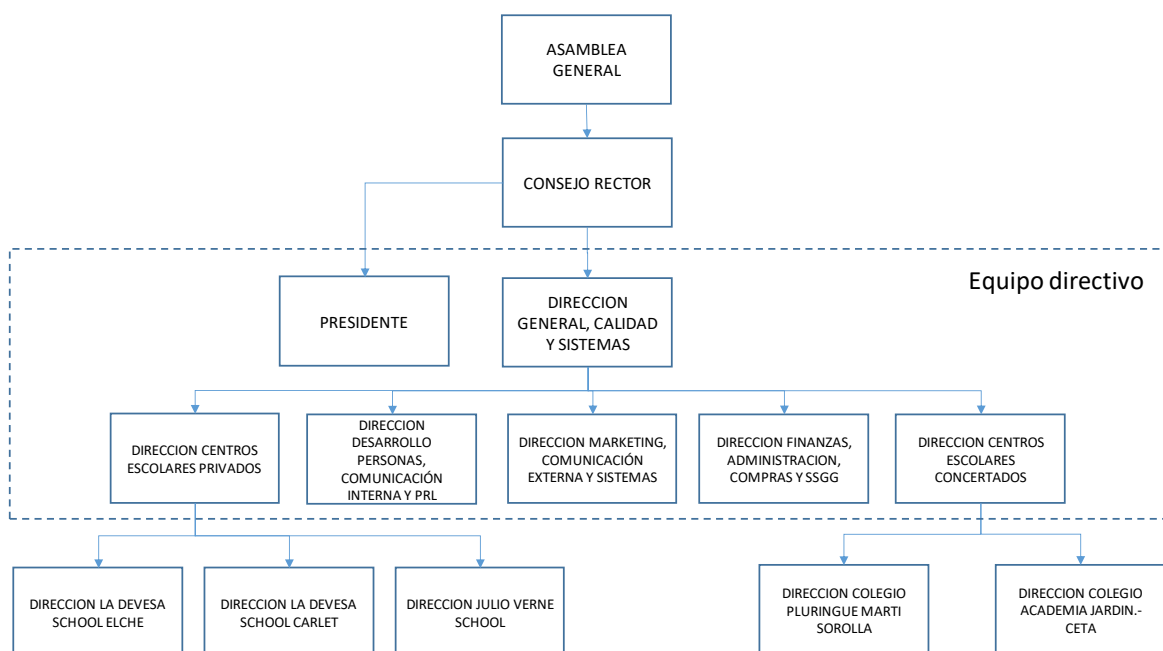 ASAMBLEA
GENERAL
CONSEJO RECTOR
Equipo directivo
PRESIDENTE
DIRECCION
GENERAL, CALIDAD
Y SISTEMAS
DIRECCION CENTROS
ESCOLARES PRIVADOS
DIRECCION
DESARROLLO
PERSONAS,
COMUNICACIÓN
INTERNA Y PRL
DIRECCION MARKETING,
COMUNICACIÓN
EXTERNA Y SISTEMAS
DIRECCION FINANZAS,
ADMINISTRACION,
COMPRAS Y SSGG
DIRECCION CENTROS
ESCOLARES
CONCERTADOS
DIRECCION LA DEVESA
SCHOOL ELCHE
DIRECCION LA DEVESA
SCHOOL CARLET
DIRECCION JULIO VERNE
SCHOOL
DIRECCION COLEGIO
PLURINGUE MARTI
SOROLLA
DIRECCION COLEGIO
ACADEMIA JARDIN.-
CETA